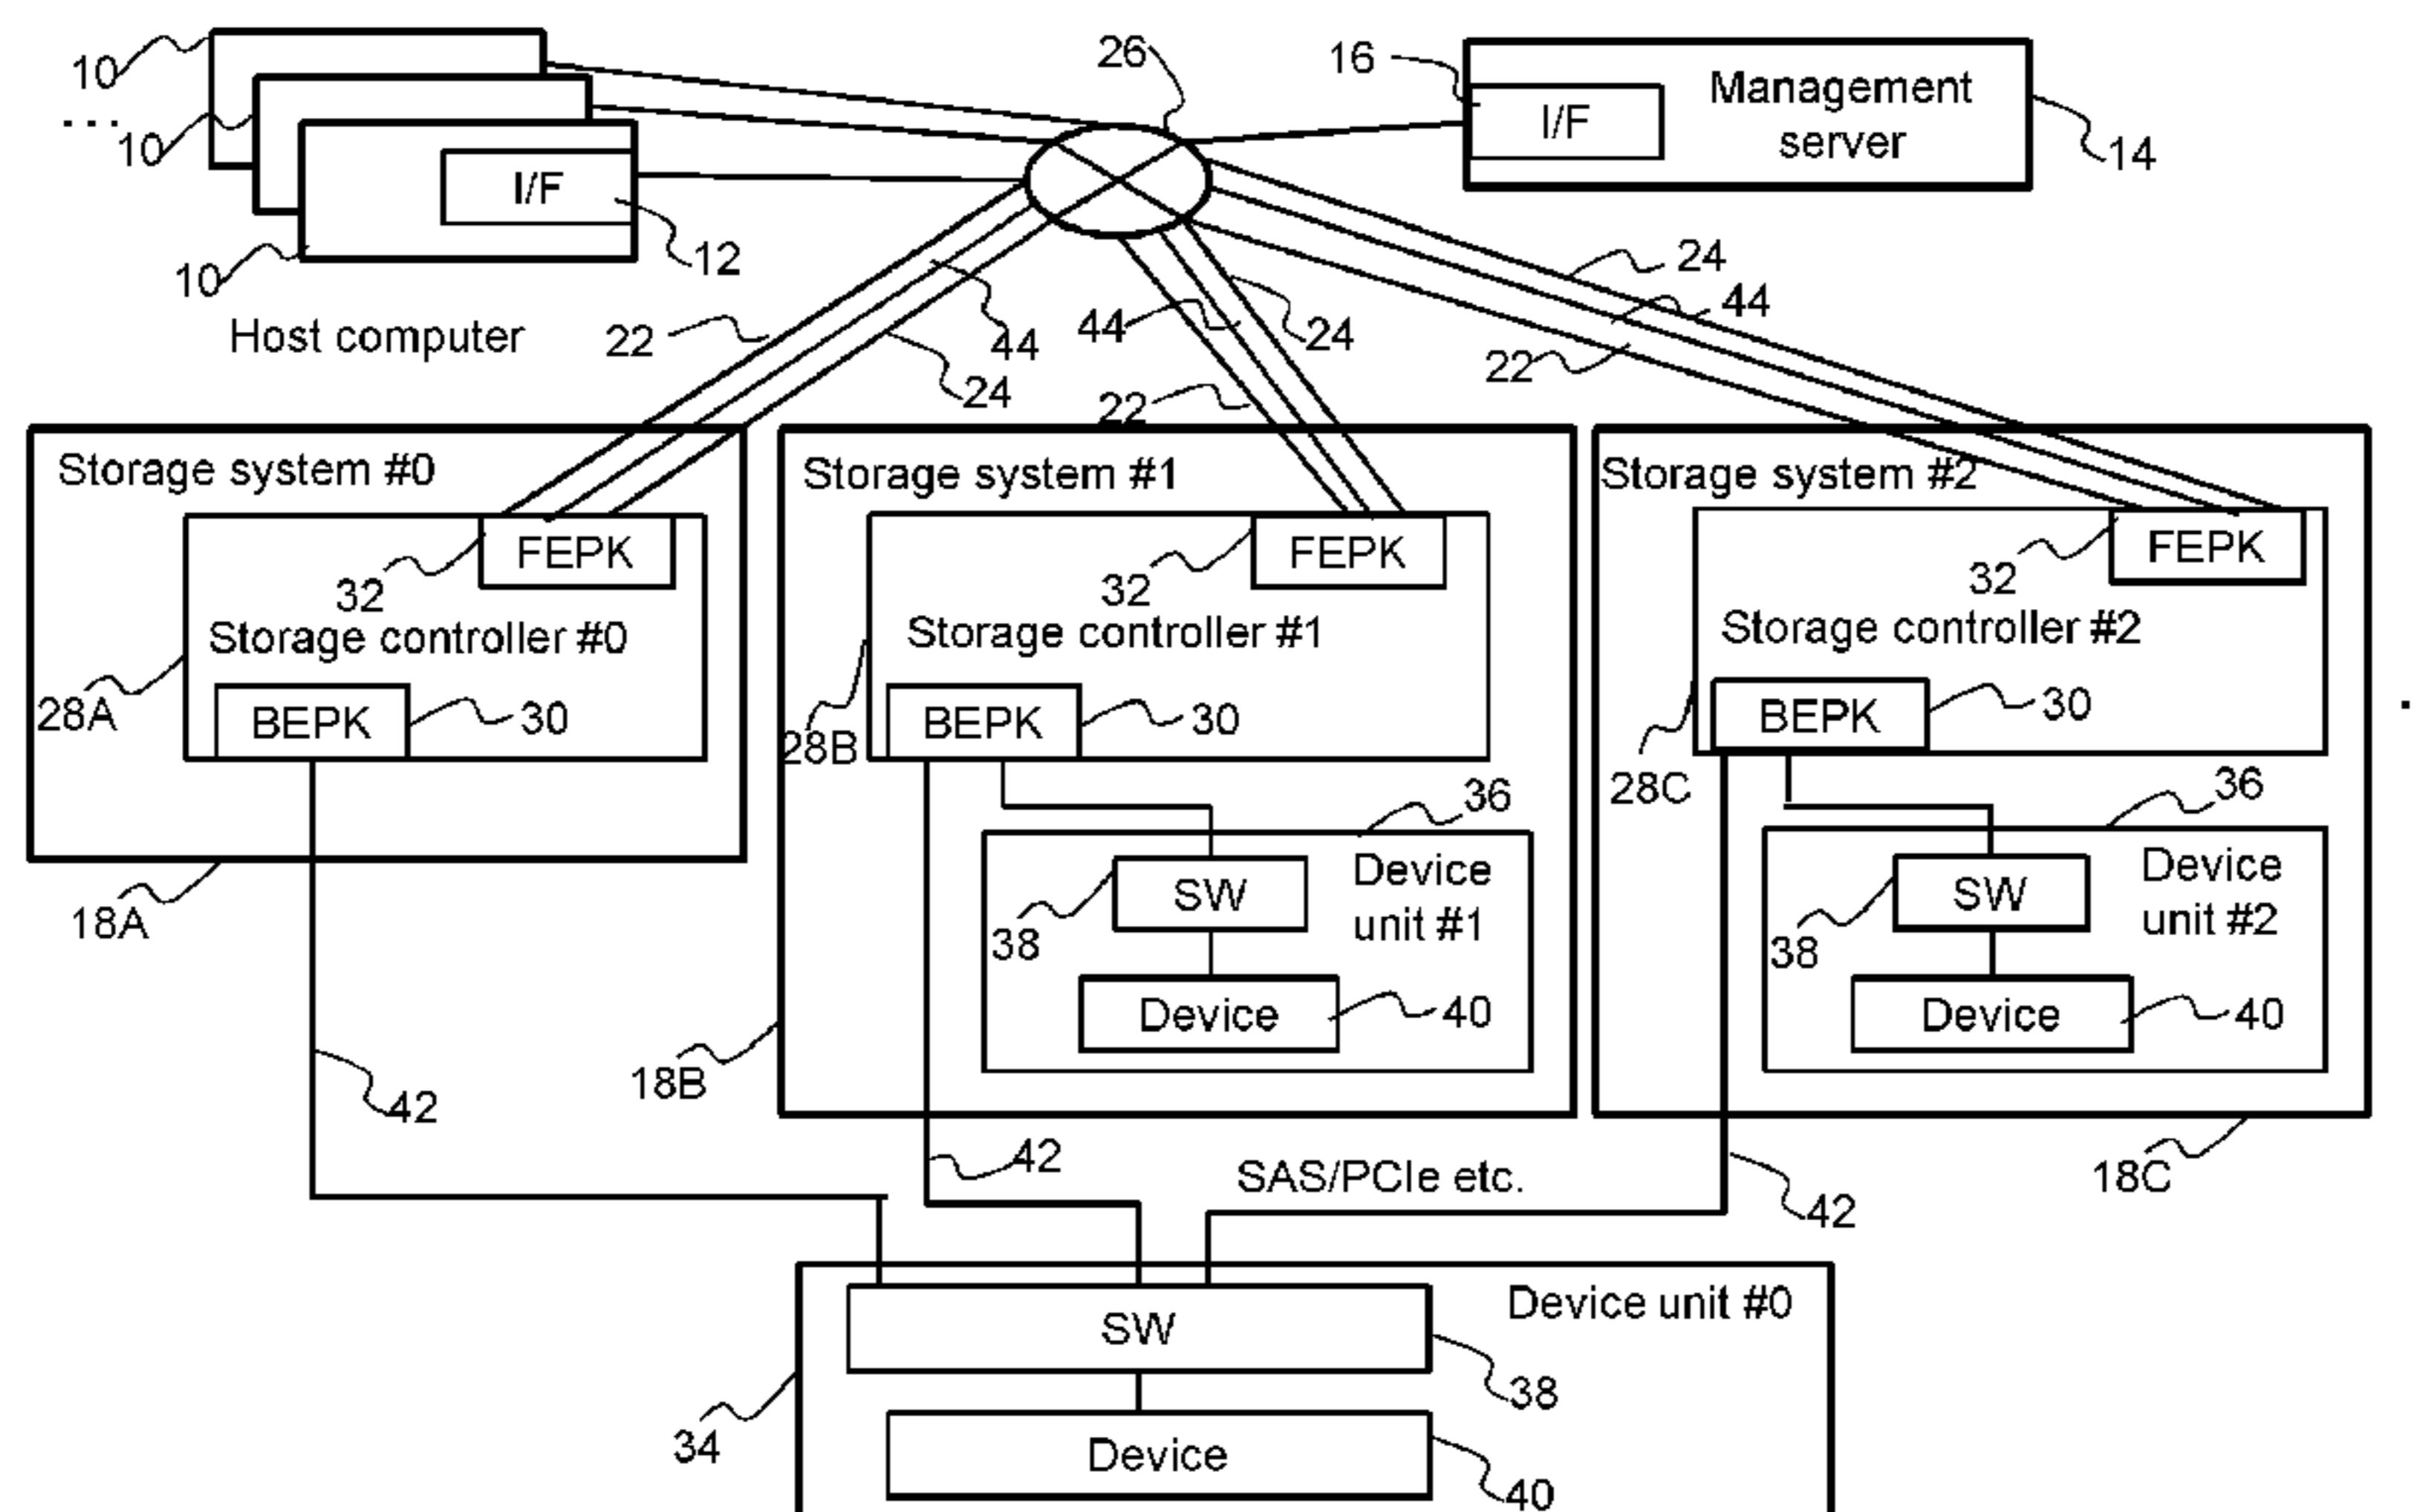 10
10
...
10
I/F
12
Host computer
26
16
I/F
Management
server
14
22
44
24
44
24
22
24
44
22
Storage system #0
FEPK
32
Storage controller #0
28A
BEPK
30
18A
42
Storage system #1
FEPK
32
Storage controller #1
28B
BEPK
30
36
SW
38
Device
unit #1
Device
40
18B
42
Storage system #2
FEPK
32
Storage controller #2
28C
BEPK
30
36
SW
38
Device
unit #2
Device
40
18C
42
.
SAS/PCIe etc.
Device unit #0
SW
38
34
Device
40